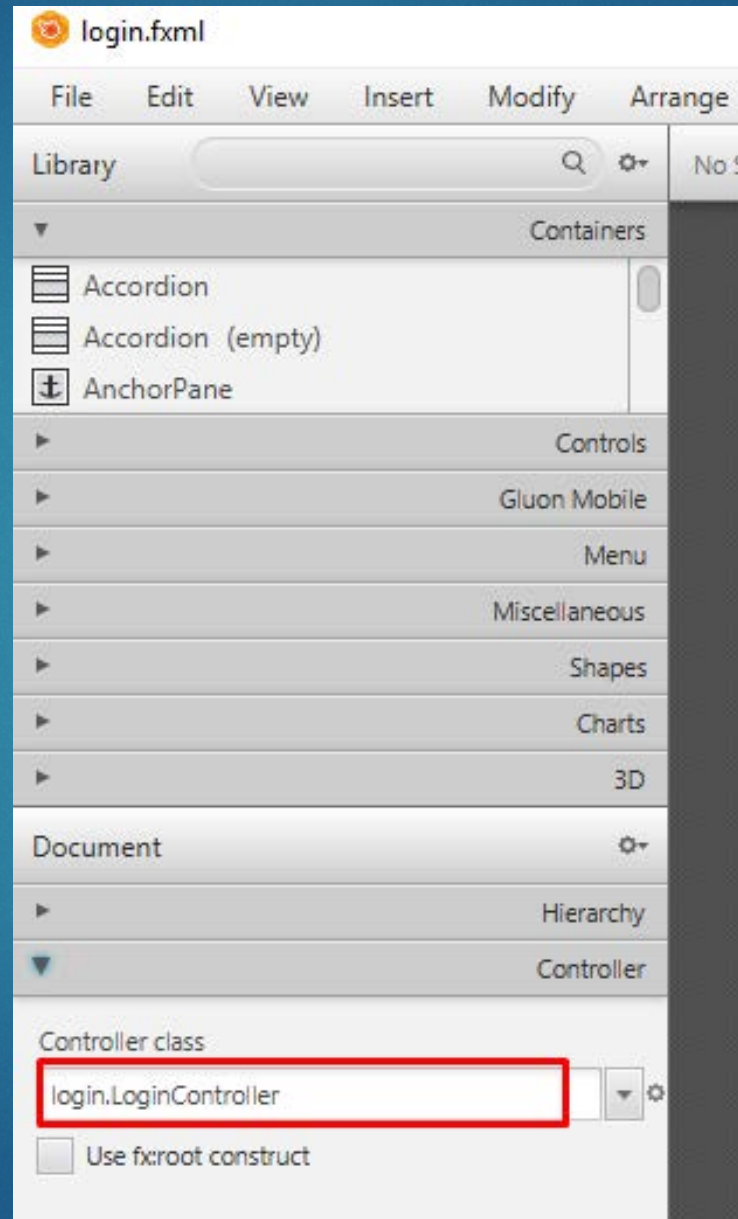 login.fxml
File Edit View Insert Modify Arrange
Library No
Containers
Accordion
Accordion (empty)
AnchorPane
Controls
Gluon Mobile
Menu
Miscellaneous
Shapes
Charts
3D
Document
Hierarchy
Controller
Controller class
login.LoginController
Use fx:root construct